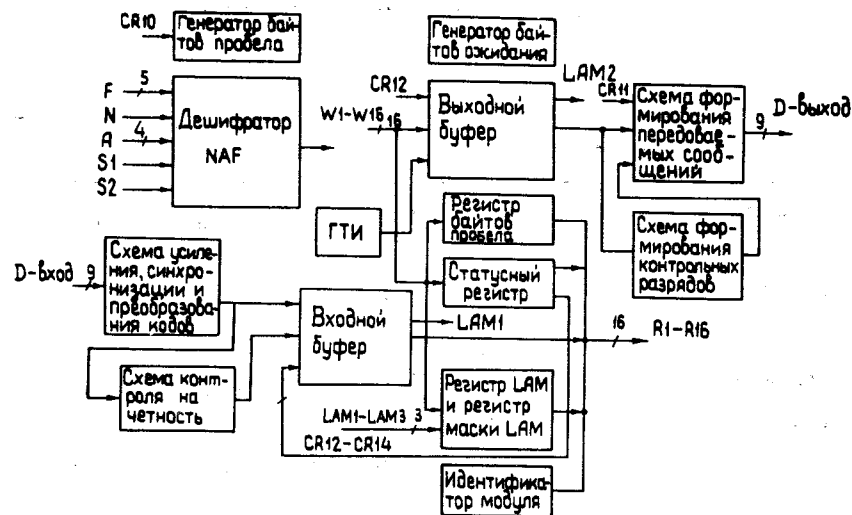 CR10
Генератор бай-
тов пробела
Генератор бай-
тов ожидания
F
5
N
A
4
S1
S2
Дешифратор
NAF
W1-W16
16
CR12
Выходной
буфер
LAM2
CR11
Схема фор-
мирования
передовае-
мых сооб-
щений
9
D-выход
ГТИ
Регистр
байтов
пробела
Статусный
регистр
Схема фор-
мирования
контрольных
разрядов
D-вход
9
Схема усиле-
ния, синхро-
низации и
преобразова-
ния кодов
Входной
буфер
LAM1
16
R1-R16
Схема конт-
роля на
четность
LAM1-LAM3
3
CR12-CR14
Регистр LAM
и регистр
маски LAM
Идентифика-
тор модуля